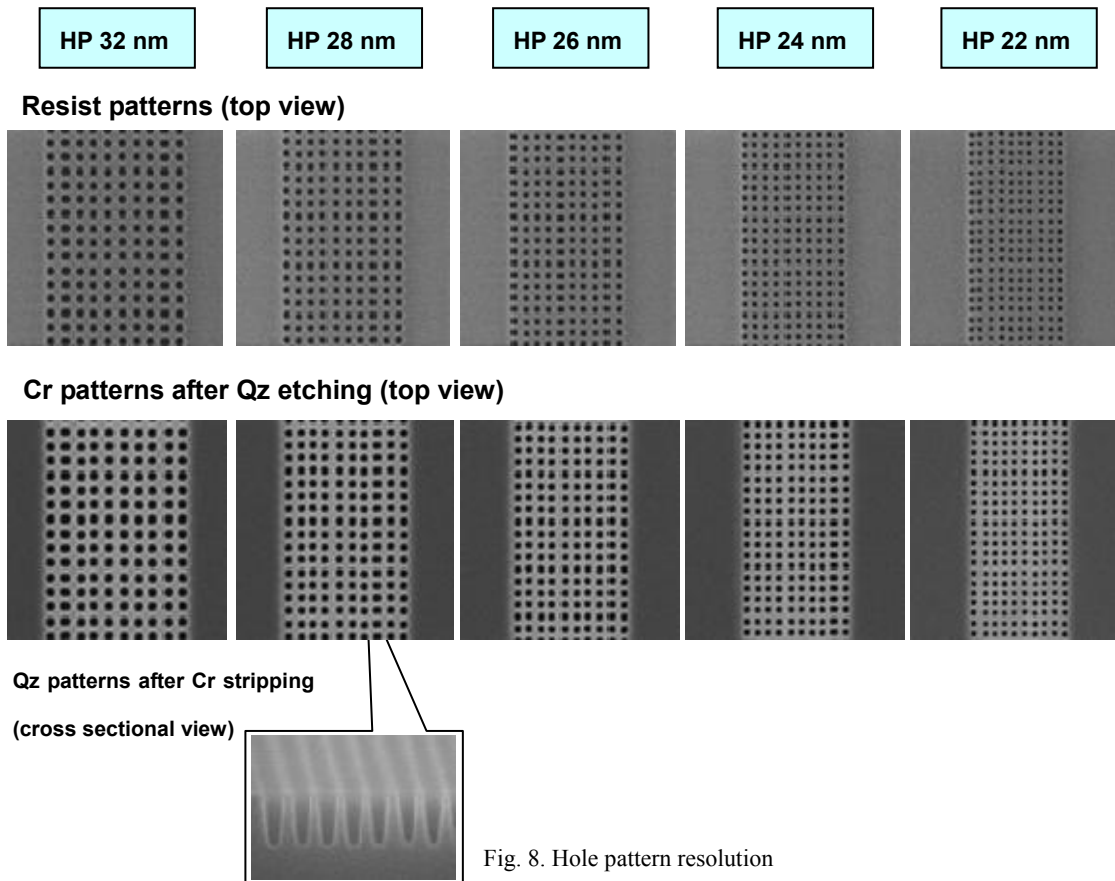 HP 32 nm
HP 28 nm
HP 26 nm
HP 24 nm
HP 22 nm
Resist patterns (top view)
Cr patterns after Qz etching (top view)
Qz patterns after Cr stripping
(cross sectional view)
Fig. 8. Hole pattern resolution